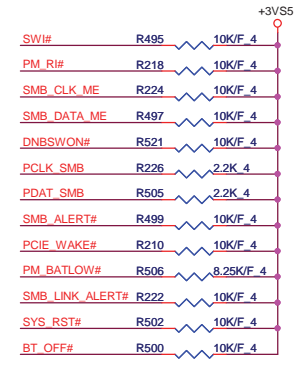 +3VS5
SWI# R495 10K/F_4
PM_RI# R218 10K/F_4
SMB_CLK_ME R224 10K/F_4
SMB_DATA_ME R497 10K/F_4
DNBSWON# R521 10K/F_4
PCLK_SMB R226 2.2K_4
PDAT_SMB R505 2.2K_4
SMB_ALERT# R499 10K/F_4
PCIE_WAKE# R210 10K/F_4
PM_BATLOW# R506 8.25K/F_4
SMB_LINK_ALERT# R222 10K/F_4
SYS_RST# R502 10K/F_4
BT_OFF# R500 10K/F_4